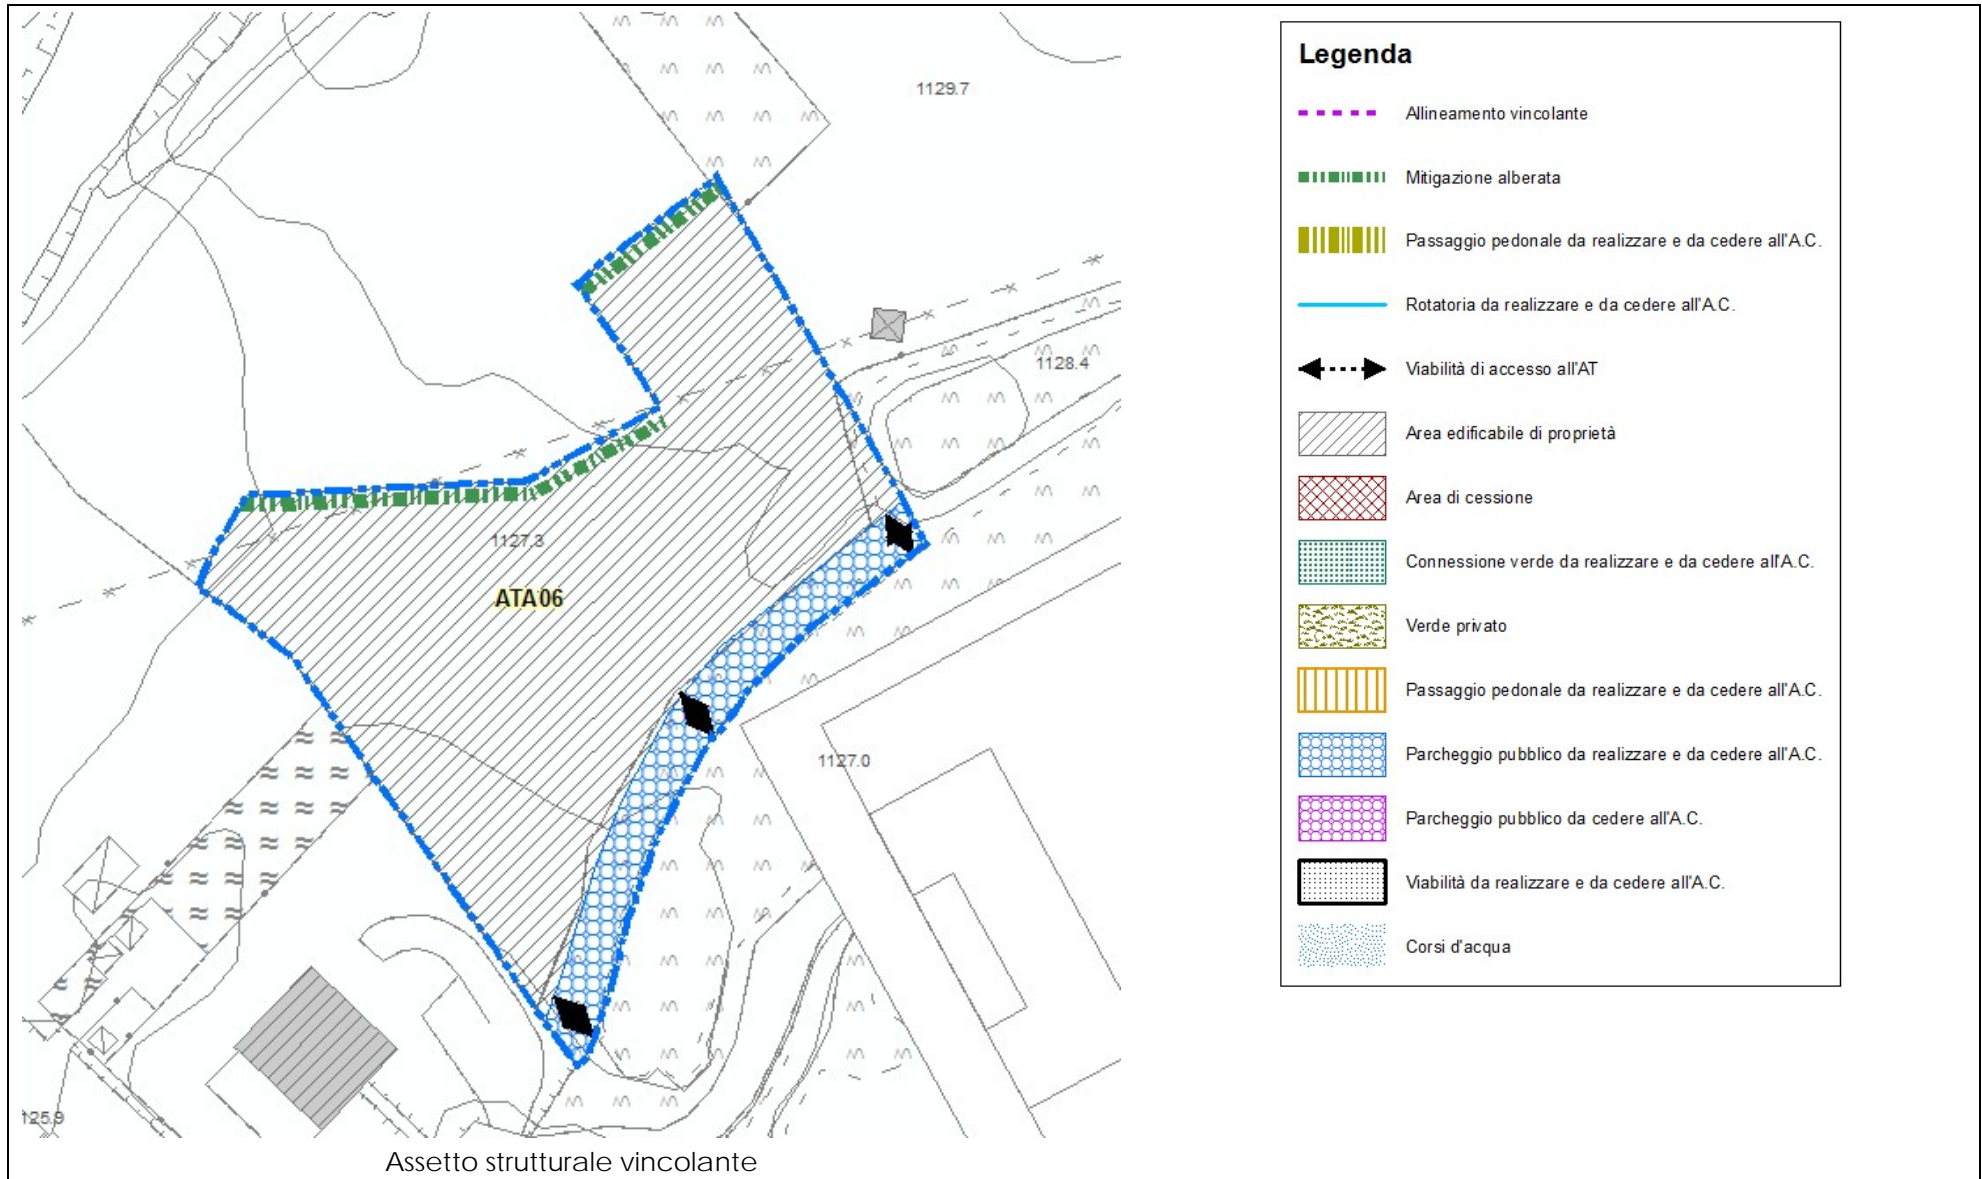 1129.7
1128.4
1127.3
ATA06
1127.0
125.9
Assetto strutturale vincolante
Legenda
Allineamento vincolante
Mitigazione alberata
Passaggio pedonale da realizzare e da cedere all'A.C.
Rotatoria da realizzare e da cedere all'A.C.
Viabilità di accesso all'AT
Area edificabile di proprietà
Area di cessione
Connessione verde da realizzare e da cedere all'A.C.
Verde privato
Passaggio pedonale da realizzare e da cedere all'A.C.
Parcheggio pubblico da realizzare e da cedere all'A.C.
Parcheggio pubblico da cedere all'A.C.
Viabilità da realizzare e da cedere all'A.C.
Corsi d'acqua